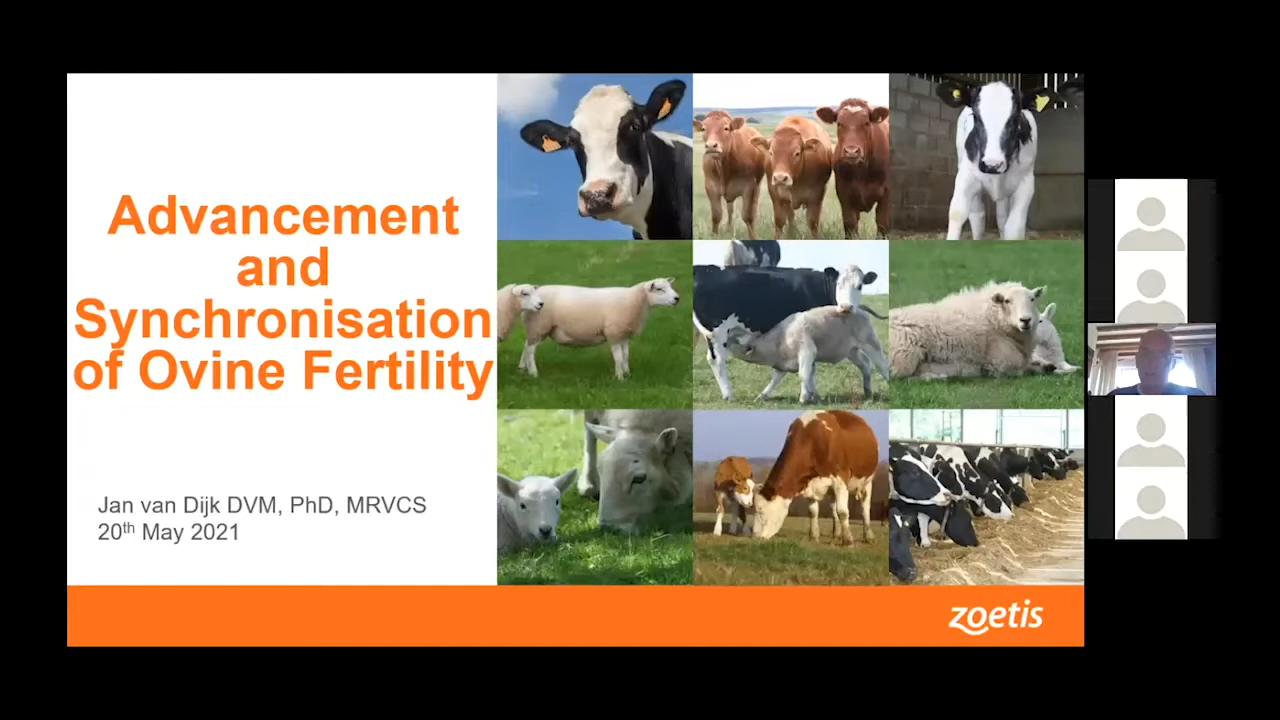 Advancement
and
Synchronisation
of Ovine Fertility
Jan van Dijk DVM, PhD, MRVCS
20th May 2021
zoetis